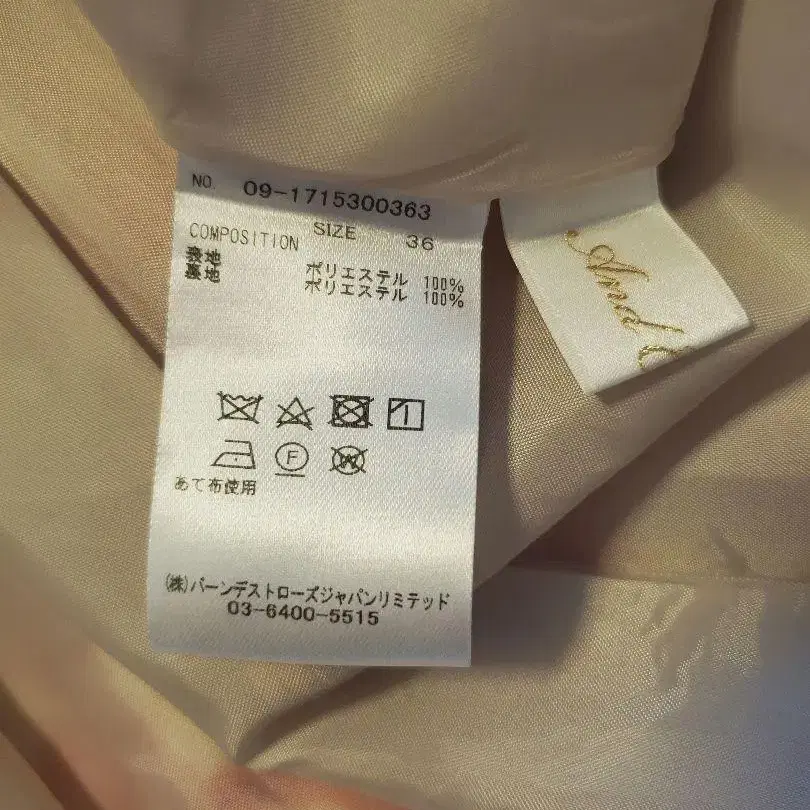 NO. 09-1715300363
SIZE 36
COMPOSITION
表地 ポリエステル 100%
裏地 ポリエステル 100%
F
W
あて布使用
(株)バーンデストローズジャパンリミテッド
03-6400-5515
And